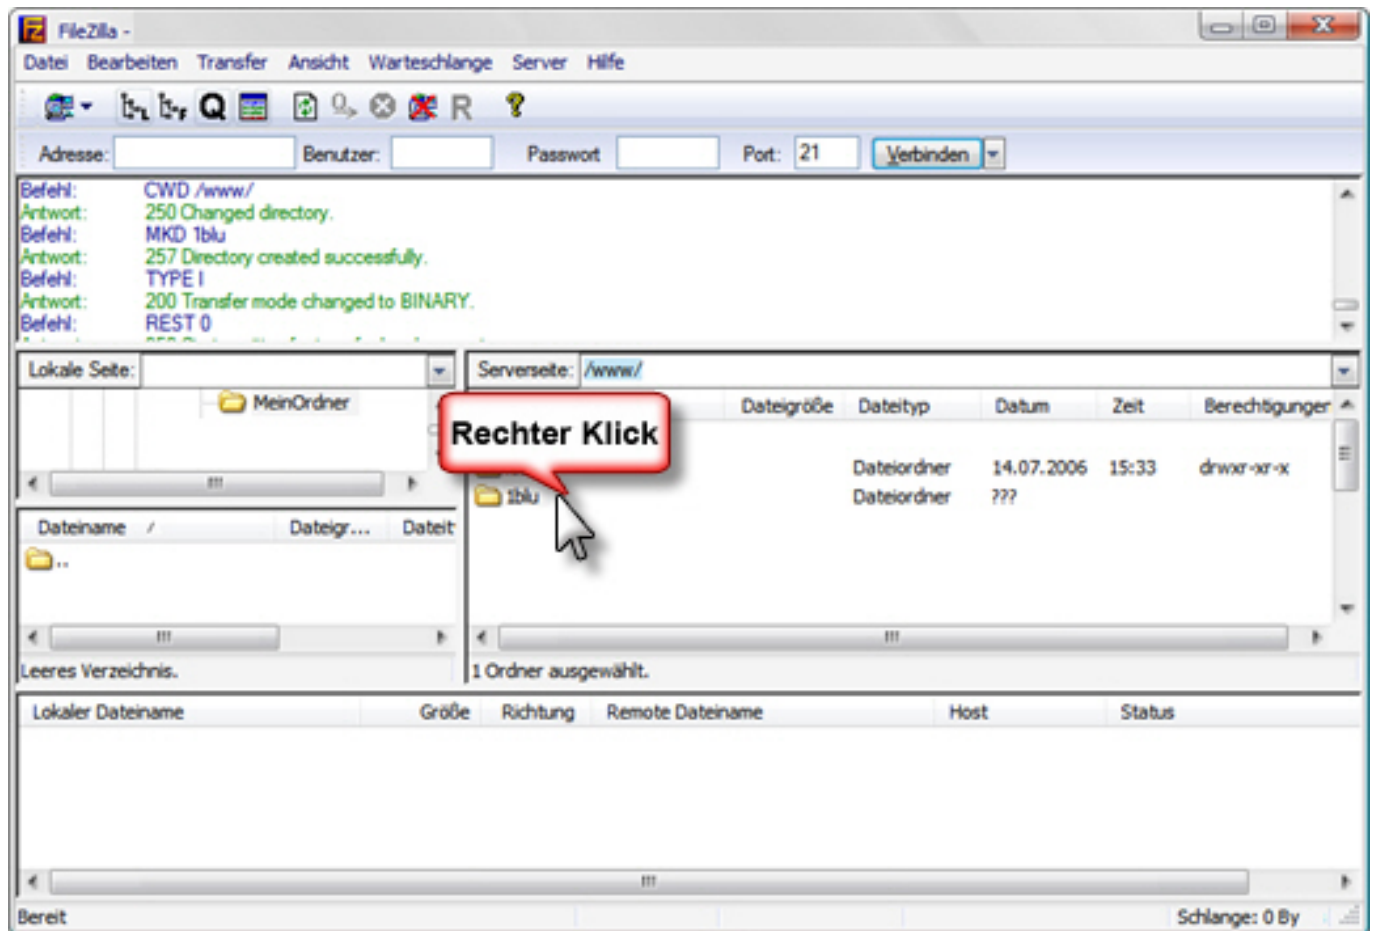 FileZilla -
Datei Bearbeiten Transfer Ansicht Warteschlange Server Hilfe
Q R ?
Adresse: Benutzer: Passwort Port: 21 Verbinden
Befehl: CWD /www/
Antwort: 250 Changed directory.
Befehl: MKD 1blu
Antwort: 257 Directory created successfully.
Befehl: TYPE I
Antwort: 200 Transfer mode changed to BINARY.
Befehl: REST 0
Lokale Seite:
MeinOrdner
Dateiname / Dateigr... Dateit
..
Leeres Verzeichnis.
Serverseite: /www/
Dateigröße Dateityp Datum Zeit Berechtigungen
Rechter Klick
Dateiordner 14.07.2006 15:33 drwxr-xr-x
1blu Dateiordner ???
1 Ordner ausgewählt.
Lokaler Dateiname Größe Richtung Remote Dateiname Host Status
Bereit Schlange: 0 By